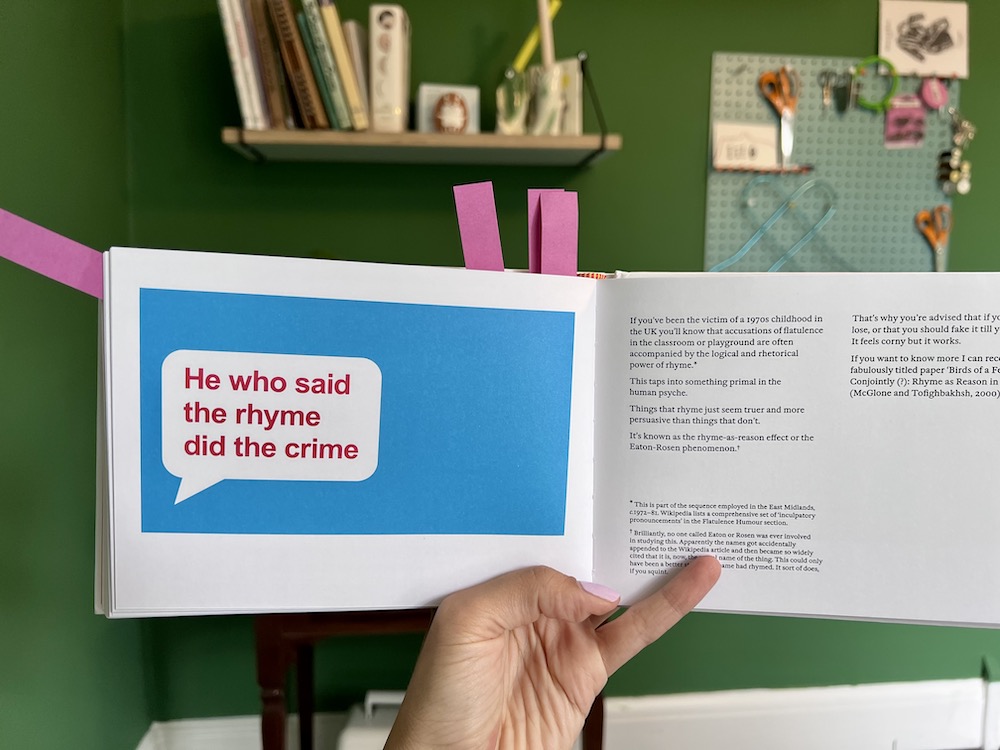 He who said
the rhyme
did the crime
If you've been the victim of a 1970s childhood in
the UK you'll know that accusations of flatulence
in the classroom or playground are often
accompanied by the logical and rhetorical
power of rhyme.*
This taps into something primal in the
human psyche.
Things that rhyme just seem truer and more
persuasive than things that don't.
It's known as the rhyme-as-reason effect or the
Eaton-Rosen phenomenon.†
* This is part of the sequence employed in the East Midlands,
c.1972–81. Wikipedia lists a comprehensive set of 'inculpatory
pronouncements' in the Flatulence Humour section.
† Brilliantly, no one called Eaton or Rosen was ever involved
in studying this. Apparently the names got accidentally
appended to the Wikipedia article and then became so widely
cited that it is, now, the name of the thing. This could only
have been a better name had rhymed. It sort of does,
if you squint.
That's why you're advised that if yo
lose, or that you should fake it till y
It feels corny but it works.
If you want to know more I can rec
fabulously titled paper 'Birds of a Fe
Conjointly (?): Rhyme as Reason in
(McGlone and Tofighbakhsh, 2000)